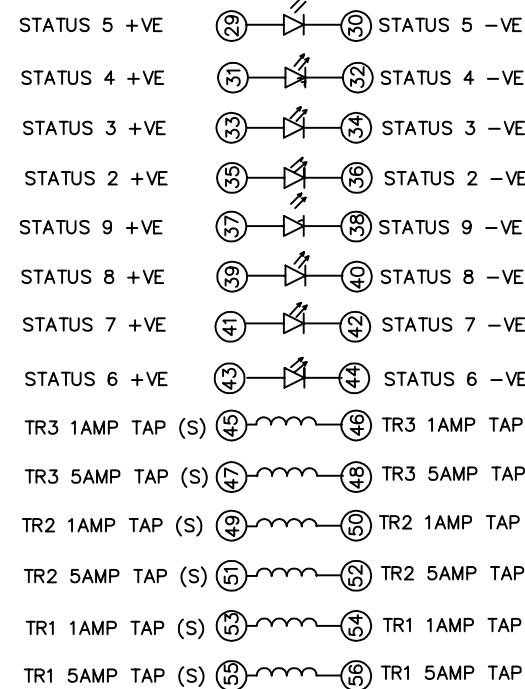 STATUS 5 +VE 29 30 STATUS 5 −VE
STATUS 4 +VE 31 32 STATUS 4 −VE
STATUS 3 +VE 33 34 STATUS 3 −VE
STATUS 2 +VE 35 36 STATUS 2 −VE
STATUS 9 +VE 37 38 STATUS 9 −VE
STATUS 8 +VE 39 40 STATUS 8 −VE
STATUS 7 +VE 41 42 STATUS 7 −VE
STATUS 6 +VE 43 44 STATUS 6 −VE
TR3 1AMP TAP (S) 45 46 TR3 1AMP TAP
TR3 5AMP TAP (S) 47 48 TR3 5AMP TAP
TR2 1AMP TAP (S) 49 50 TR2 1AMP TAP
TR2 5AMP TAP (S) 51 52 TR2 5AMP TAP
TR1 1AMP TAP (S) 53 54 TR1 1AMP TAP
TR1 5AMP TAP (S) 55 56 TR1 5AMP TAP